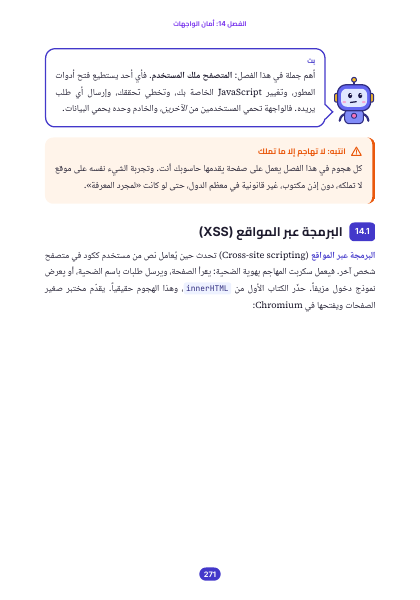 الفصل 14: أمان الواجهات
بت
أهم جملة في هذا الفصل: المتصفح ملك المستخدم. فأي أحد يستطيع فتح أدوات
المطور، وتغيير JavaScript الخاصة بك، وتخطي تحققك، وإرسال أي طلب
يريده. فالواجهة تحمي المستخدمين من الآخرين، والخادم وحده يحمي البيانات.
انتبه: لا تهاجم إلا ما تملك
كل هجوم في هذا الفصل يعمل على صفحة يقدمها حاسوبك أنت. وتجربة الشيء نفسه على موقع
لا تملكه، دون إذن مكتوب، غير قانونية في معظم الدول، حتى لو كانت «لمجرد المعرفة».
14.1 البرمجة عبر المواقع (XSS)
البرمجة عبر المواقع (Cross-site scripting) تحدث حين يُعامل نص من مستخدم ككود في متصفح
شخص آخر. فيعمل سكربت المهاجم بهوية الضحية: يقرأ الصفحة، ويرسل طلبات باسم الضحية، أو يعرض
نموذج دخول مزيفاً. حذّر الكتاب الأول من innerHTML، وهذا الهجوم حقيقياً. يقدّم مختبر صغير
الصفحات ويفتحها في Chromium:
271